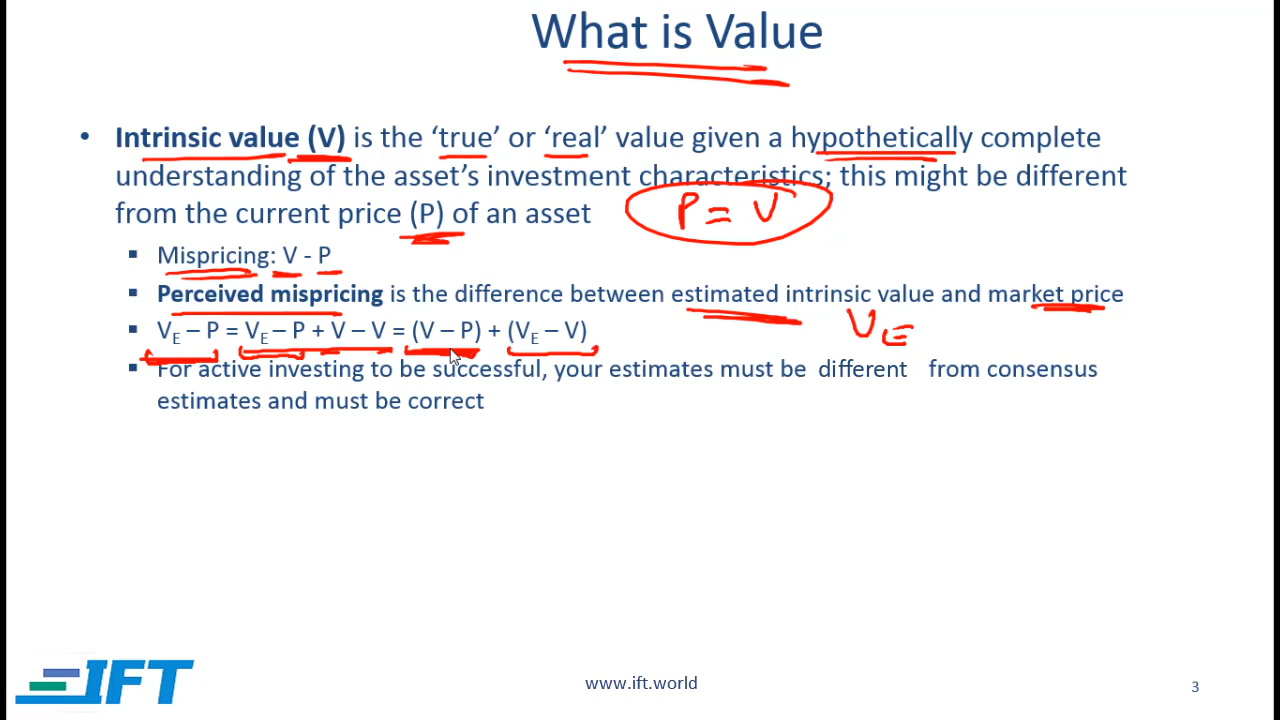 What is Value
• Intrinsic value (V) is the ‘true’ or ‘real’ value given a hypothetically complete
understanding of the asset’s investment characteristics; this might be different
from the current price (P) of an asset
P = V
▪ Mispricing: V - P
▪ Perceived mispricing is the difference between estimated intrinsic value and market price
▪ VE – P = VE – P + V – V = (V – P) + (VE – V)
VE
▪ For active investing to be successful, your estimates must be different from consensus
estimates and must be correct
IFT
www.ift.world
3